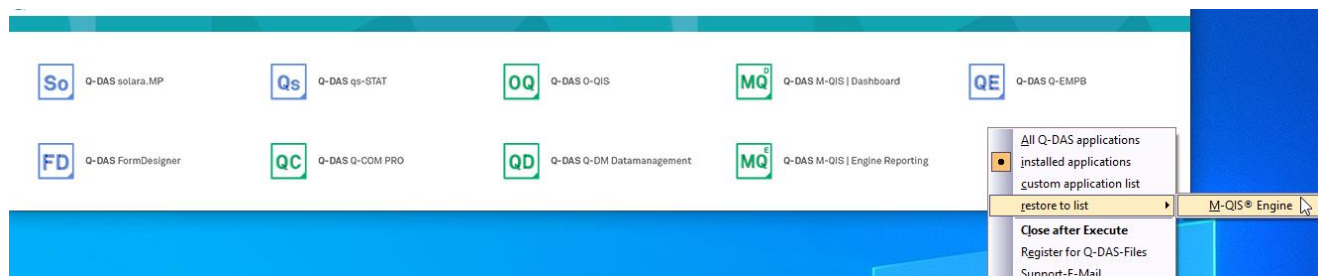 So Q-DAS solara.MP
Qs Q-DAS qs-STAT
OQ Q-DAS O-QIS
MQ D Q-DAS M-QIS | Dashboard
QE Q-DAS Q-EMPB
FD Q-DAS FormDesigner
QC Q-DAS Q-COM PRO
QD Q-DAS Q-DM Datamanagement
MQ E Q-DAS M-QIS | Engine Reporting
All Q-DAS applications
installed applications
custom application list
restore to list
M-QIS® Engine
Close after Execute
Register for Q-DAS-Files
Support-E-Mail